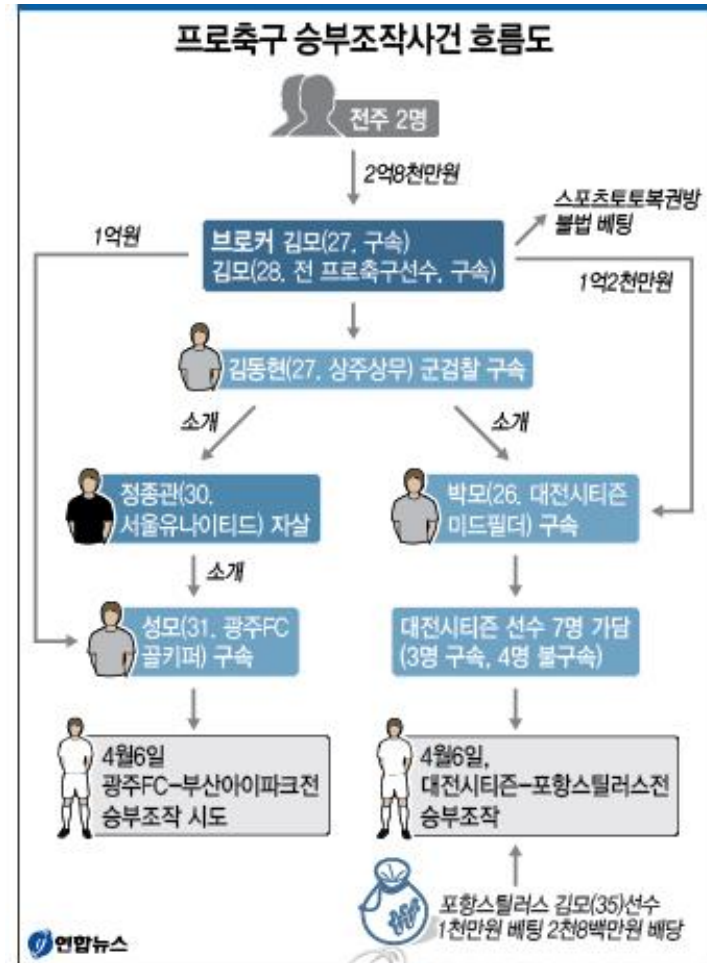 프로축구 승부조작사건 흐름도
전주 2명
2억8천만원
스포츠토토복권방
불법 베팅
1억원
브로커 김모(27. 구속)
김모(28. 전 프로축구선수. 구속)
1억2천만원
김동현(27. 상주상무) 군검찰 구속
소개
소개
정종관(30.
서울유나이티드) 자살
박모(26. 대전시티즌
미드필더) 구속
소개
성모(31. 광주FC
골키퍼) 구속
대전시티즌 선수 7명 가담
(3명 구속, 4명 불구속)
4월6일
광주FC-부산아이파크전
승부조작 시도
4월6일,
대전시티즌-포항스틸러스전
승부조작
포항스틸러스 김모(35)선수
1천만원 베팅 2천8백만원 배당
연합뉴스